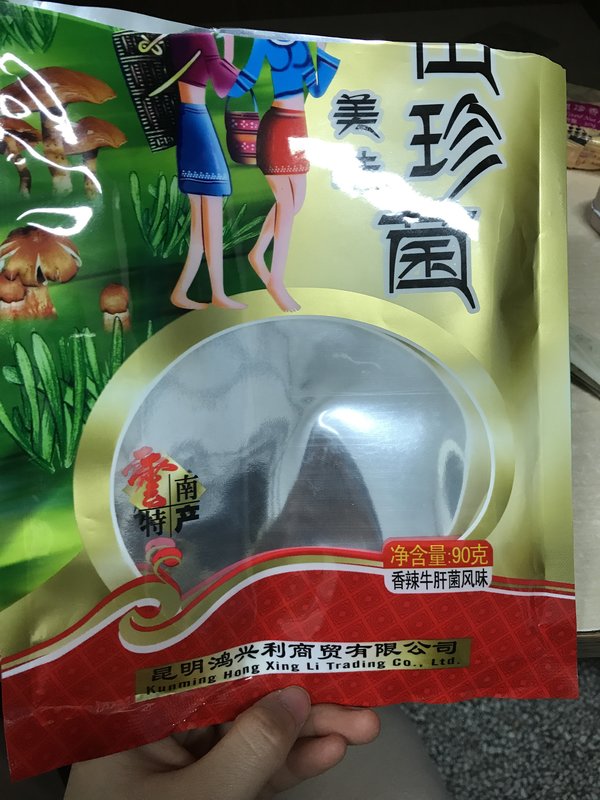 山珍菌
美味
雲南
特产
净含量:90克
香辣牛肝菌风味
昆明鸿兴利商贸有限公司
Kunming Hong Xing Li Trading Co., Ltd.